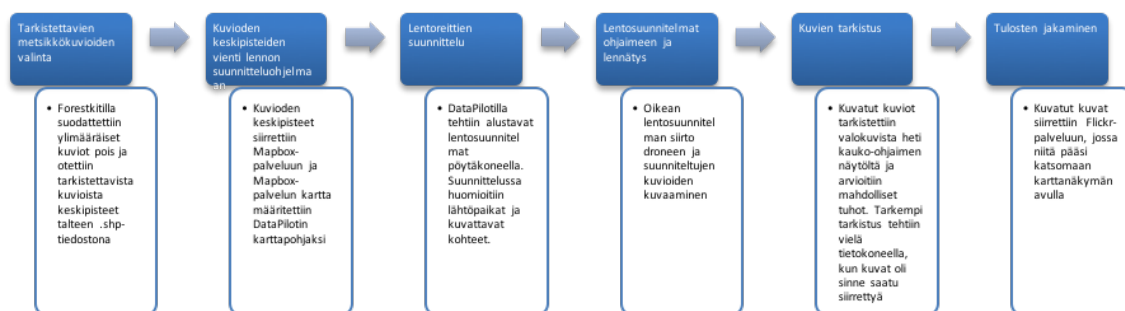 Tarkistettavien
metsikkökuvioiden
valinta
• Forestkitilla
suodattettiin
ylimääräiset
kuviot pois ja
otettiin
tarkistettavista
kuvioista
keskipisteet
talteen .shp-
tiedostona
Kuvioden
keskipisteiden
vienti lennon
suunnitteluohjelma
an
• Kuvioden
keskipisteet
siirrettiin
Mapbox-
palveluun ja
Mapbox-
palvelun kartta
määritettiin
DataPilotin
karttapohjaksi
Lentoreittien
suunnittelu
• DataPilotilla
tehtiin alustavat
lentosuunnitel
mat
pöytäkoneella.
Suunnittelussa
huomioitiin
lähtöpaikat ja
kuvattavat
kohteet.
Lentosuunnitelmat
ohjaimeen ja
lennätys
• Oikean
lentosuunnitel
man siirto
droneen ja
suunniteltujen
kuvioiden
kuvaaminen
Kuvien tarkistus
• Kuvatut kuviot
tarkistettiin
valokuvista heti
kauko-ohjaimen
näytöltä ja
arvioitiin
mahdolliset
tuhot. Tarkempi
tarkistus tehtiin
vielä
tietokoneella,
kun kuvat oli
sinne saatu
siirrettyä
Tulosten jakaminen
• Kuvatut kuvat
siirrettiin Flickr-
palveluun, jossa
niitä pääsi
katsomaan
karttanäkymän
avulla